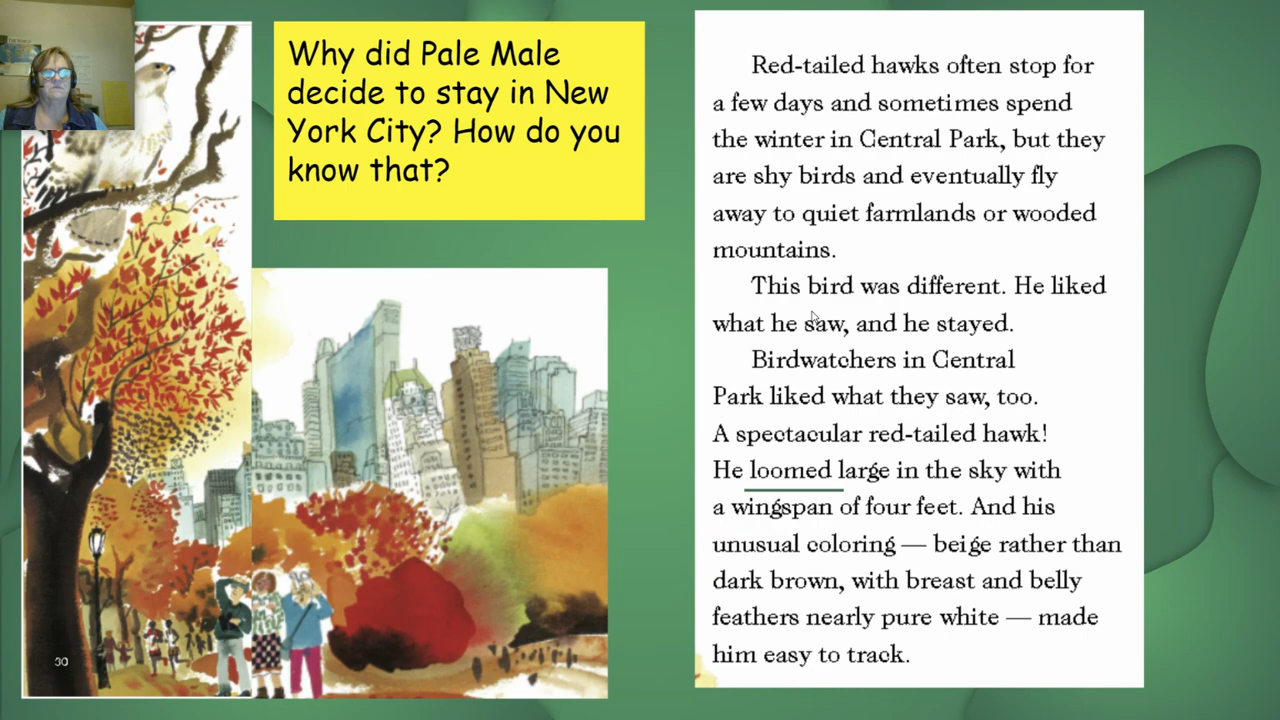 Why did Pale Male
decide to stay in New
York City? How do you
know that?
Red-tailed hawks often stop for
a few days and sometimes spend
the winter in Central Park, but they
are shy birds and eventually fly
away to quiet farmlands or wooded
mountains.
This bird was different. He liked
what he saw, and he stayed.
Birdwatchers in Central
Park liked what they saw, too.
A spectacular red-tailed hawk!
He loomed large in the sky with
a wingspan of four feet. And his
unusual coloring — beige rather than
dark brown, with breast and belly
feathers nearly pure white — made
him easy to track.
30